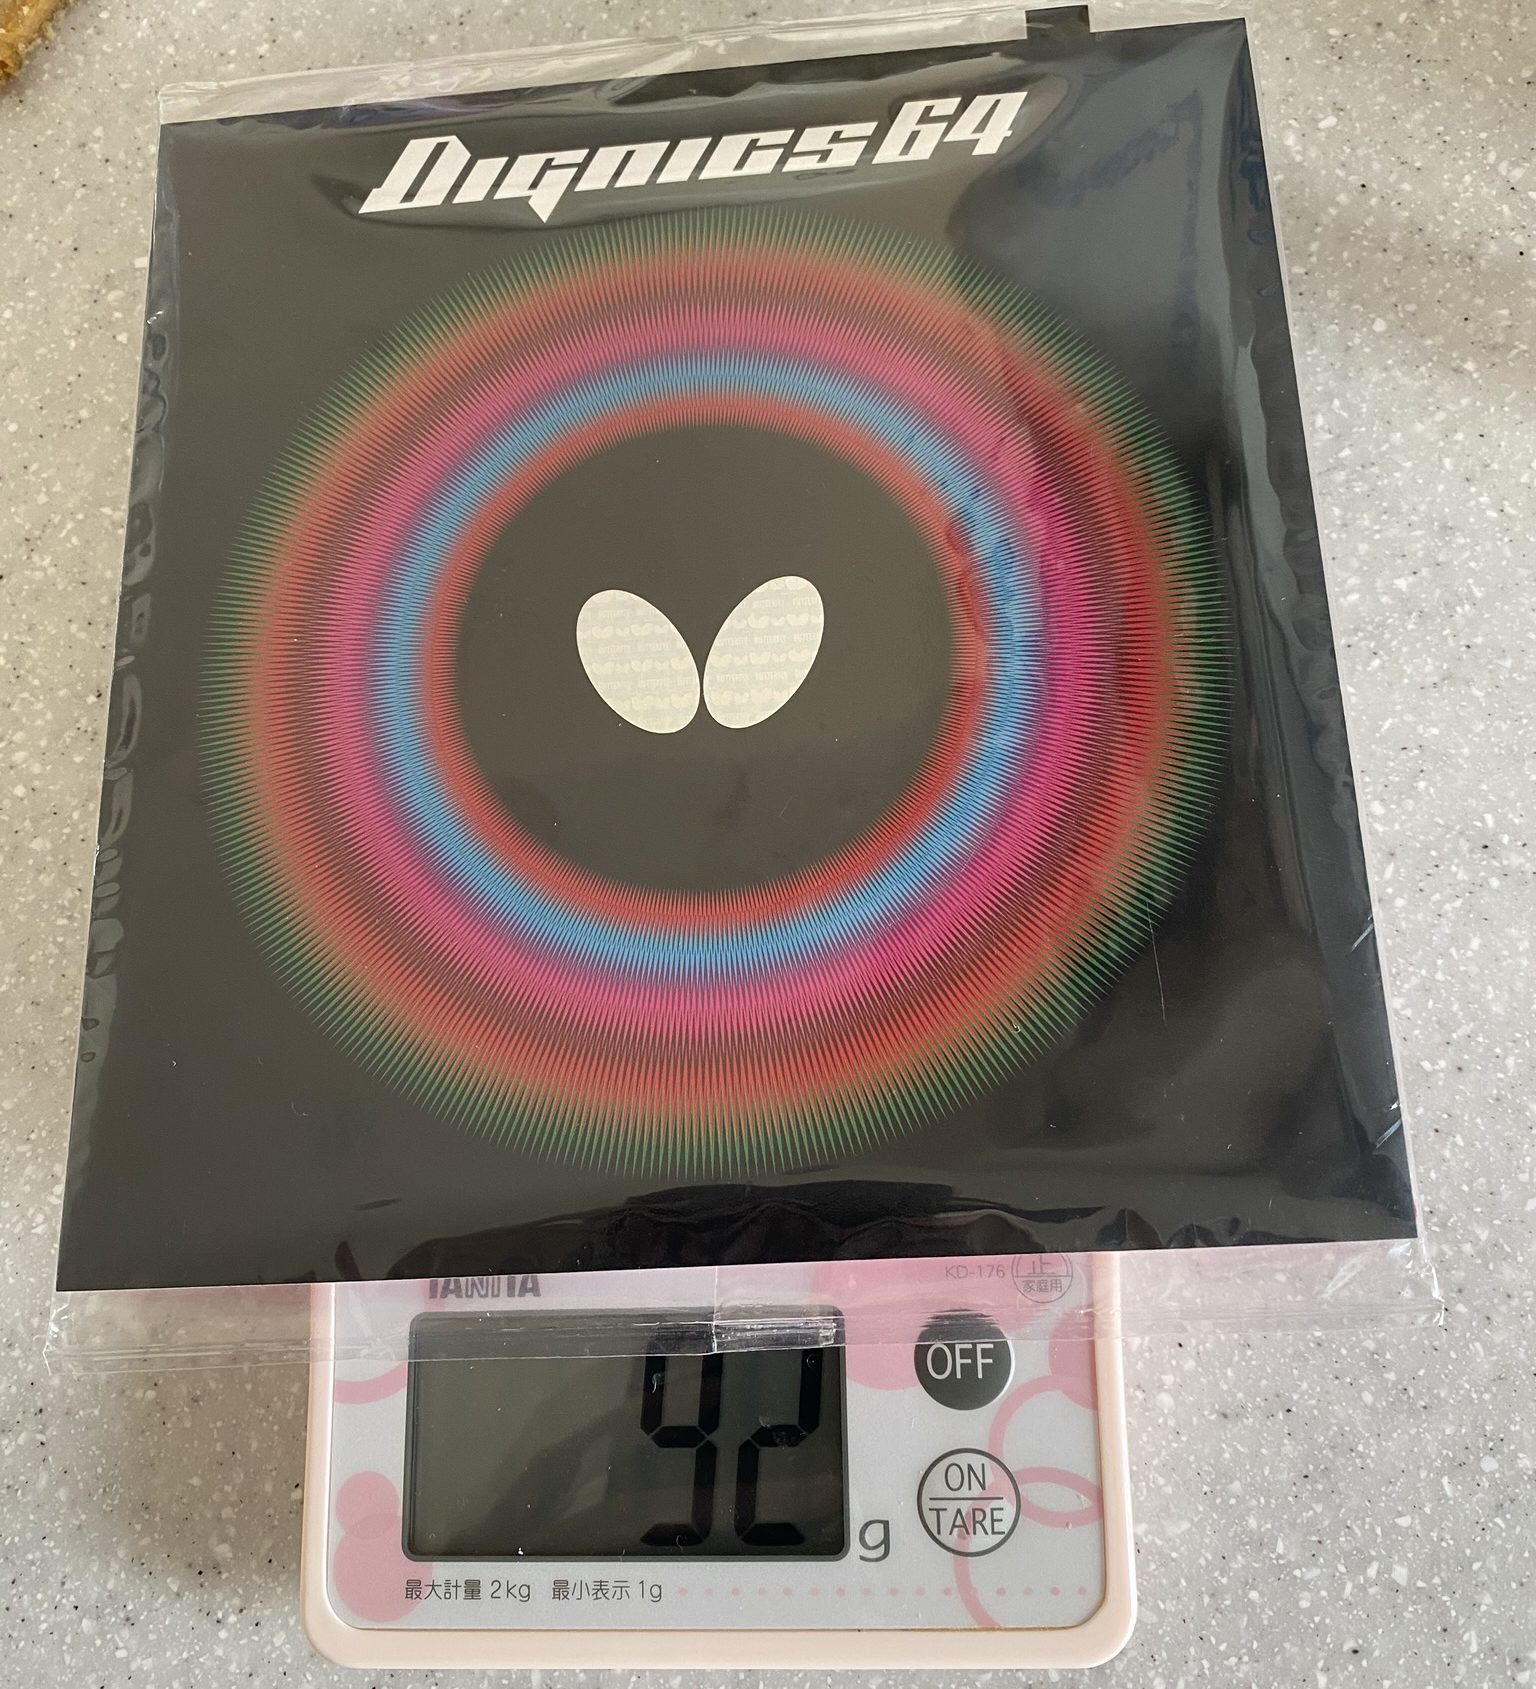 Dignics64
TANITA
KD-176
正
家庭用
92
g
OFF
ON
TARE
最大計量 2kg 最小表示 1g